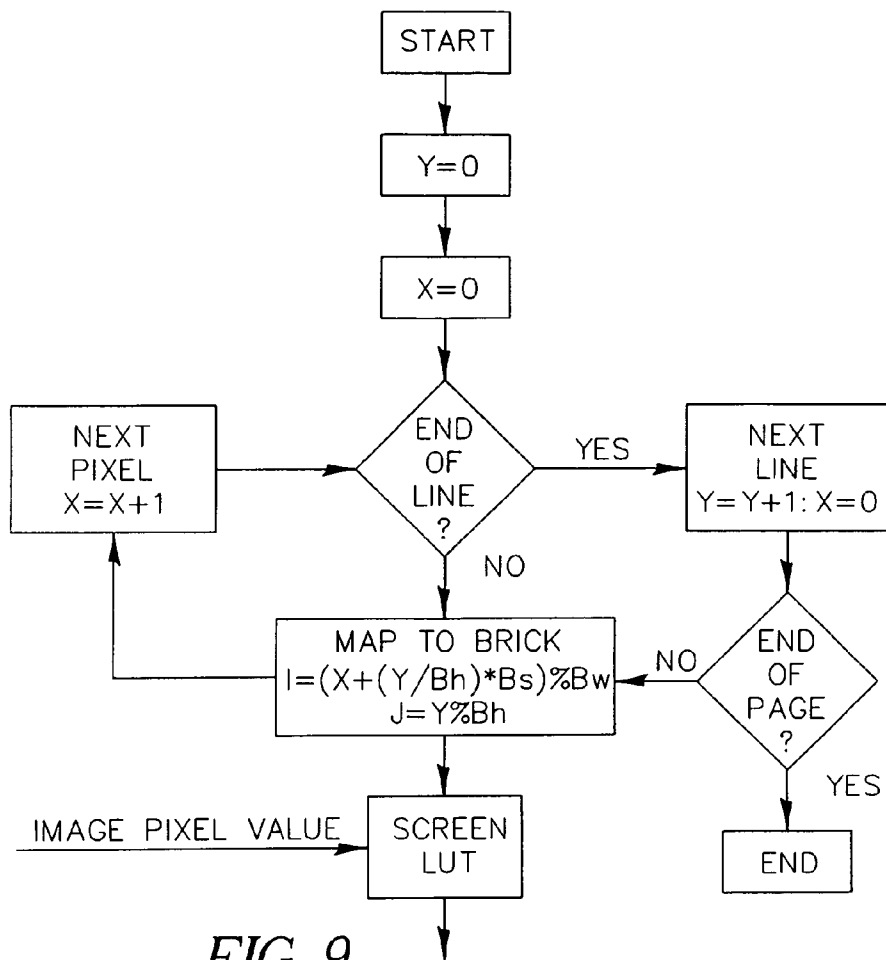 START
Y=0
X=0
END
OF
LINE
?
YES
NO
NEXT
PIXEL
X=X+1
NEXT
LINE
Y=Y+1:X=0
MAP TO BRICK
I=(X+(Y/Bh)*Bs)%Bw
J=Y%Bh
NO
END
OF
PAGE
?
YES
END
IMAGE PIXEL VALUE
SCREEN
LUT
FIG. 9